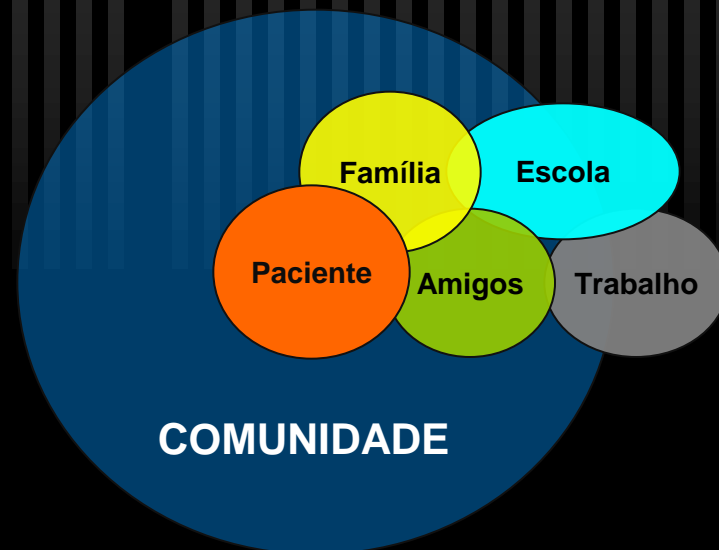 Família
Escola
Paciente
Amigos
Trabalho
COMUNIDADE